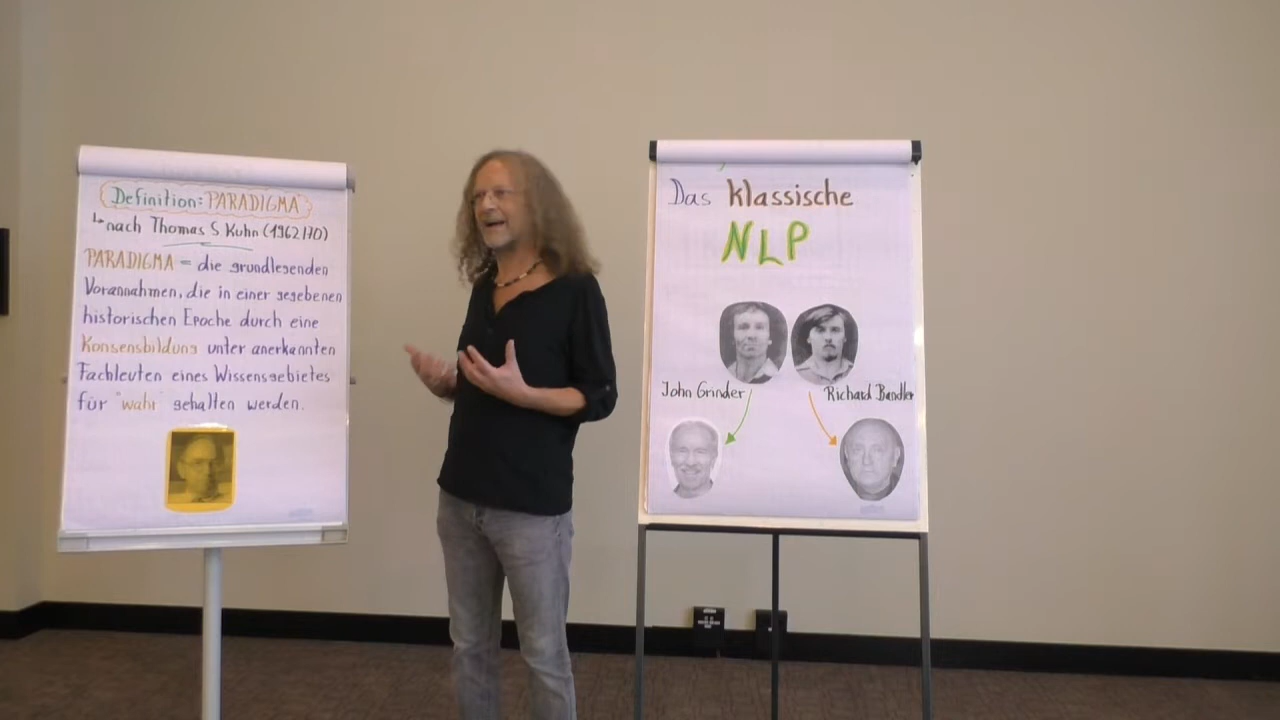 Definition: PARADIGMA
nach Thomas S Kuhn (1962/70)
PARADIGMA = die grundlegenden
Vorannahmen, die in einer gegebenen
historischen Epoche durch eine
Konsensbildung unter anerkannten
Fachleuten eines Wissensgebietes
für "wahr" gehalten werden.
Das klassische
NLP
John Grinder
Richard Bandler